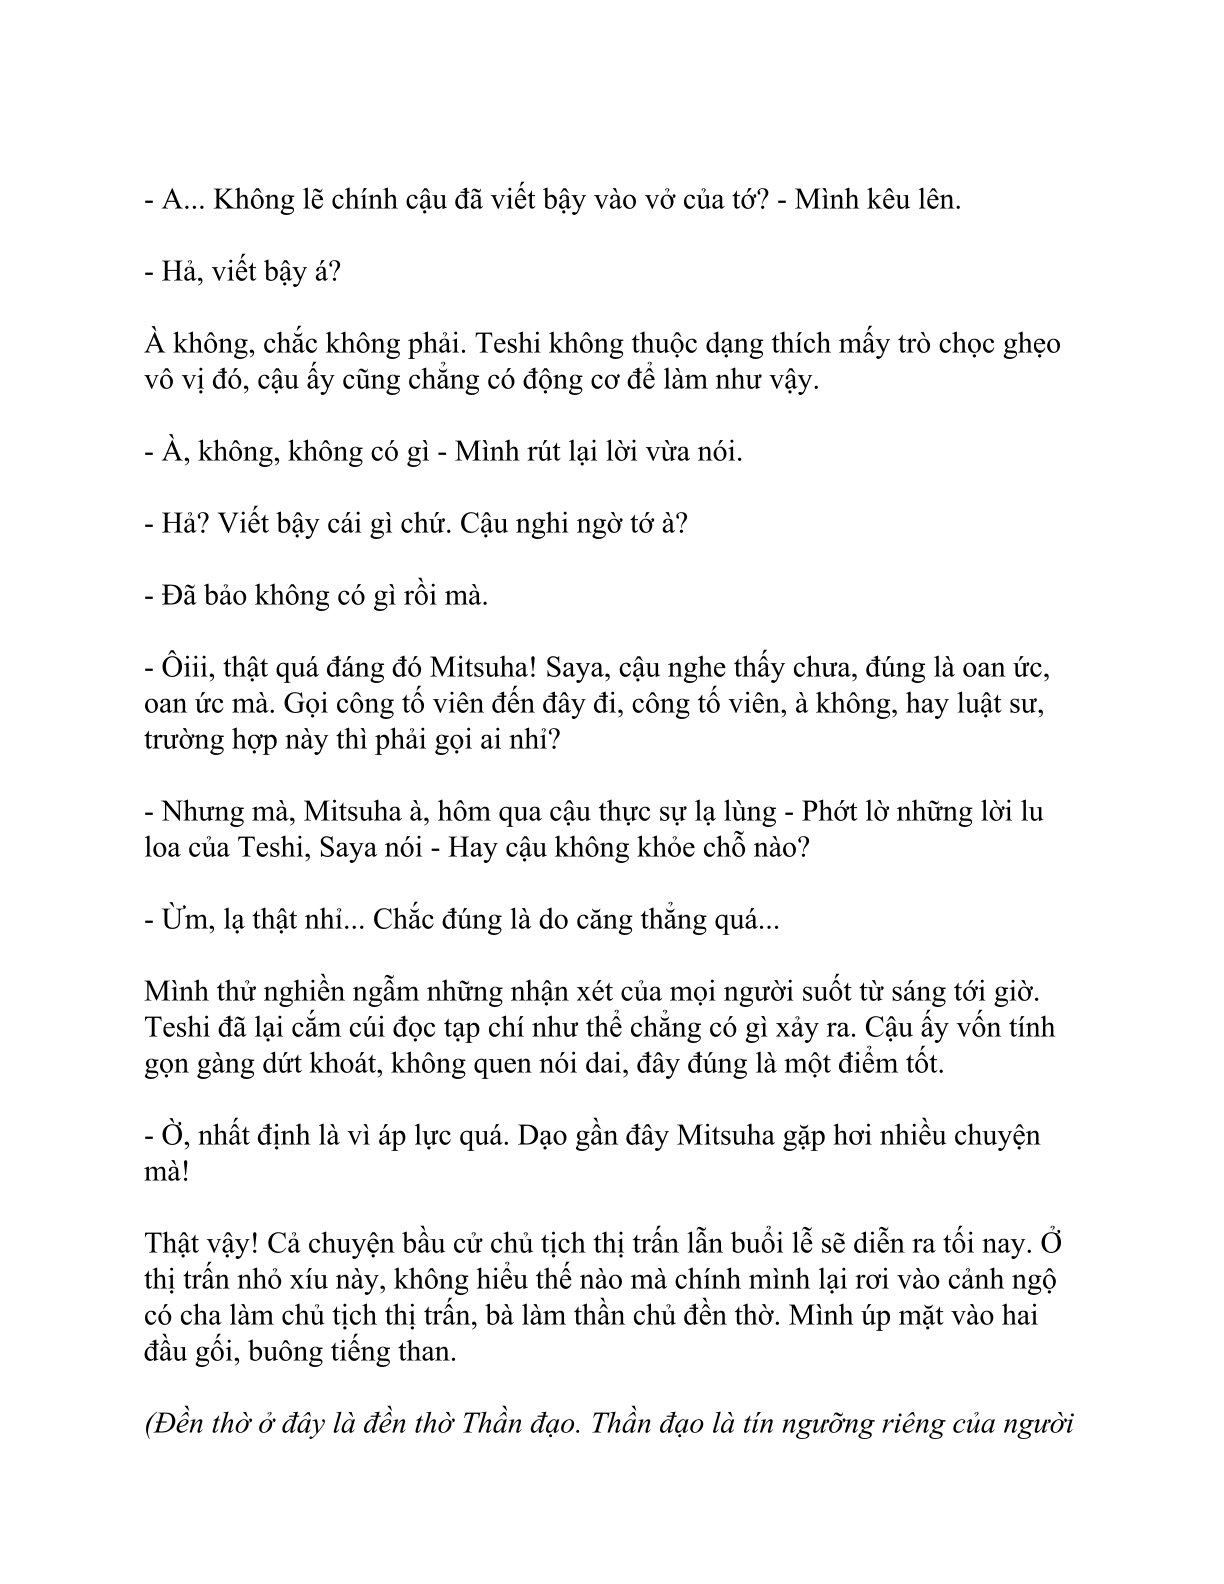 - A... Không lẽ chính cậu đã viết bậy vào vở của tớ? - Mình kêu lên.
- Hả, viết bậy á?
À không, chắc không phải. Teshi không thuộc dạng thích mấy trò chọc ghẹo
vô vị đó, cậu ấy cũng chẳng có động cơ để làm như vậy.
- À, không, không có gì - Mình rút lại lời vừa nói.
- Hả? Viết bậy cái gì chứ. Cậu nghi ngờ tớ à?
- Đã bảo không có gì rồi mà.
- Ôiii, thật quá đáng đó Mitsuha! Saya, cậu nghe thấy chưa, đúng là oan ức,
oan ức mà. Gọi công tố viên đến đây đi, công tố viên, à không, hay luật sư,
trường hợp này thì phải gọi ai nhỉ?
- Nhưng mà, Mitsuha à, hôm qua cậu thực sự lạ lùng - Phớt lờ những lời lu
loa của Teshi, Saya nói - Hay cậu không khỏe chỗ nào?
- Ừm, lạ thật nhỉ... Chắc đúng là do căng thẳng quá...
Mình thử nghiền ngẫm những nhận xét của mọi người suốt từ sáng tới giờ.
Teshi đã lại cắm cúi đọc tạp chí như thể chẳng có gì xảy ra. Cậu ấy vốn tính
gọn gàng dứt khoát, không quen nói dai, đây đúng là một điểm tốt.
- Ờ, nhất định là vì áp lực quá. Dạo gần đây Mitsuha gặp hơi nhiều chuyện
mà!
Thật vậy! Cả chuyện bầu cử chủ tịch thị trấn lẫn buổi lễ sẽ diễn ra tối nay. Ở
thị trấn nhỏ xíu này, không hiểu thế nào mà chính mình lại rơi vào cảnh ngộ
có cha làm chủ tịch thị trấn, bà làm thần chủ đền thờ. Mình úp mặt vào hai
đầu gối, buông tiếng than.
(Đền thờ ở đây là đền thờ Thần đạo. Thần đạo là tín ngưỡng riêng của người